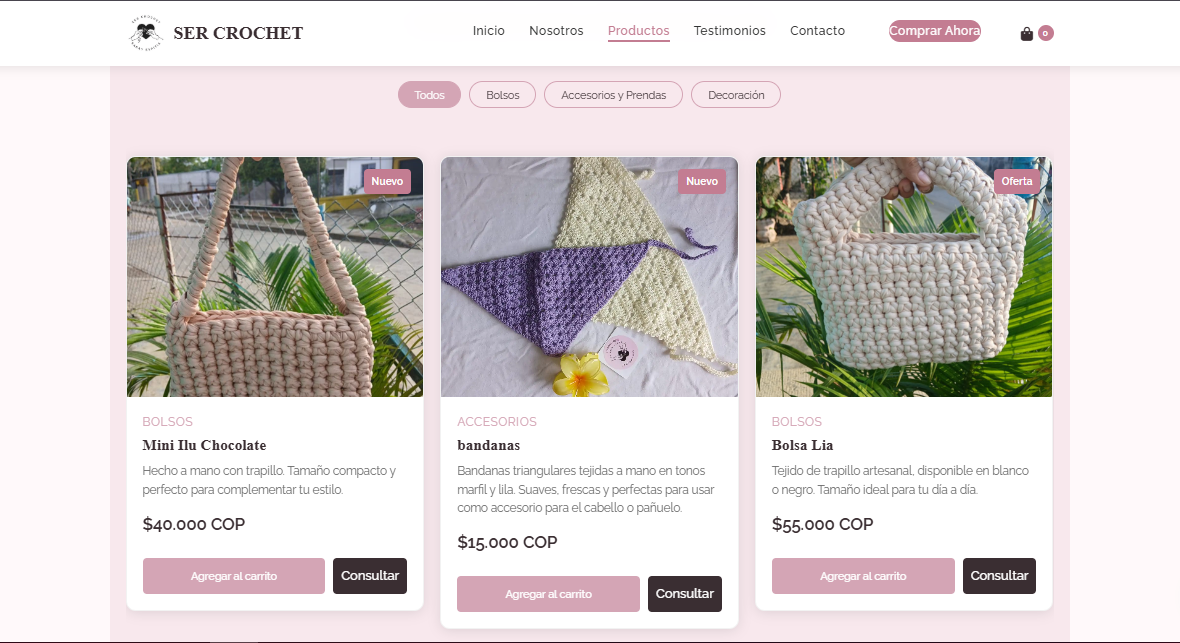 SER CROCHET
Inicio
Nosotros
Productos
Testimonios
Contacto
Comprar Ahora
0
Todos
Bolsos
Accesorios y Prendas
Decoración
Nuevo
BOLSOS
Mini Ilu Chocolate
Hecho a mano con trapillo. Tamaño compacto y
perfecto para complementar tu estilo.
$40.000 COP
Agregar al carrito
Consultar
Nuevo
ACCESORIOS
bandanas
Bandanas triangulares tejidas a mano en tonos
marfil y lila. Suaves, frescas y perfectas para usar
como accesorio para el cabello o pañuelo.
$15.000 COP
Agregar al carrito
Consultar
Oferta
BOLSOS
Bolsa Lia
Tejido de trapillo artesanal, disponible en blanco
o negro. Tamaño ideal para tu día a día.
$55.000 COP
Agregar al carrito
Consultar